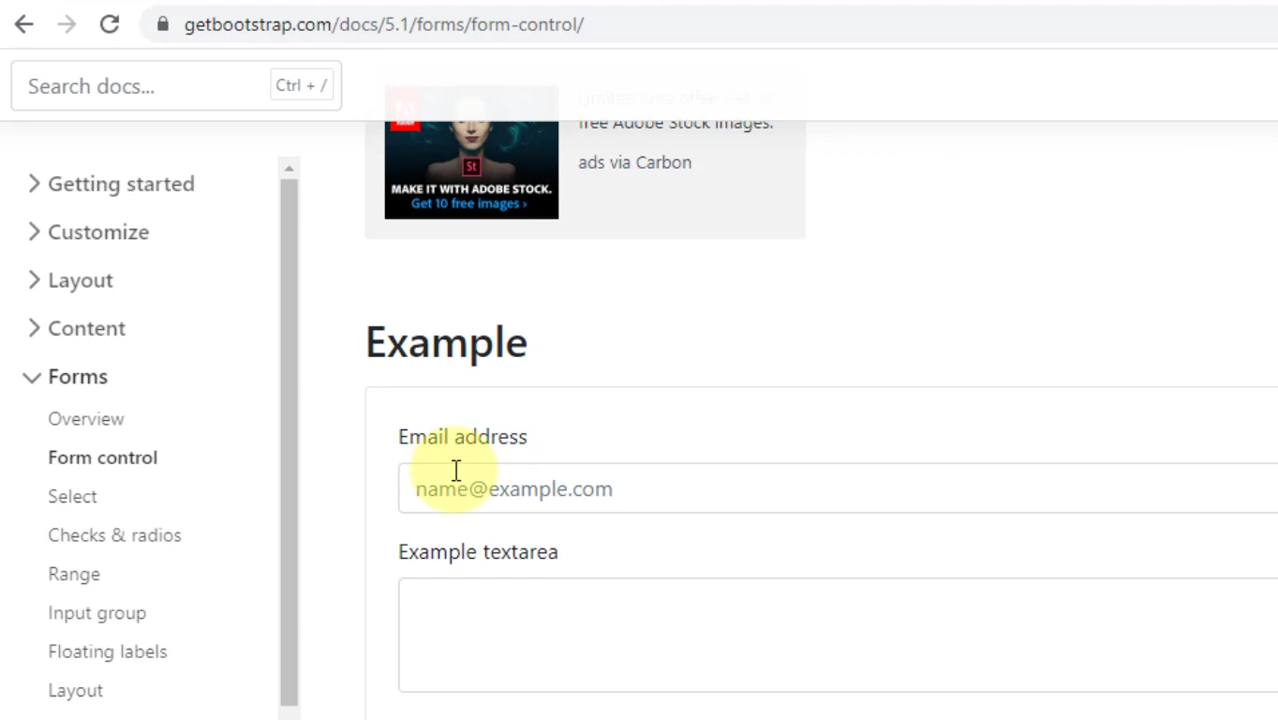 getbootstrap.com/docs/5.1/forms/form-control/
Search docs...
Ctrl + /
free Adobe Stock images.
ads via Carbon
St
MAKE IT WITH ADOBE STOCK.
Get 10 free images ›
Getting started
Customize
Layout
Content
Forms
Overview
Form control
Select
Checks & radios
Range
Input group
Floating labels
Layout
Example
Email address
name@example.com
Example textarea